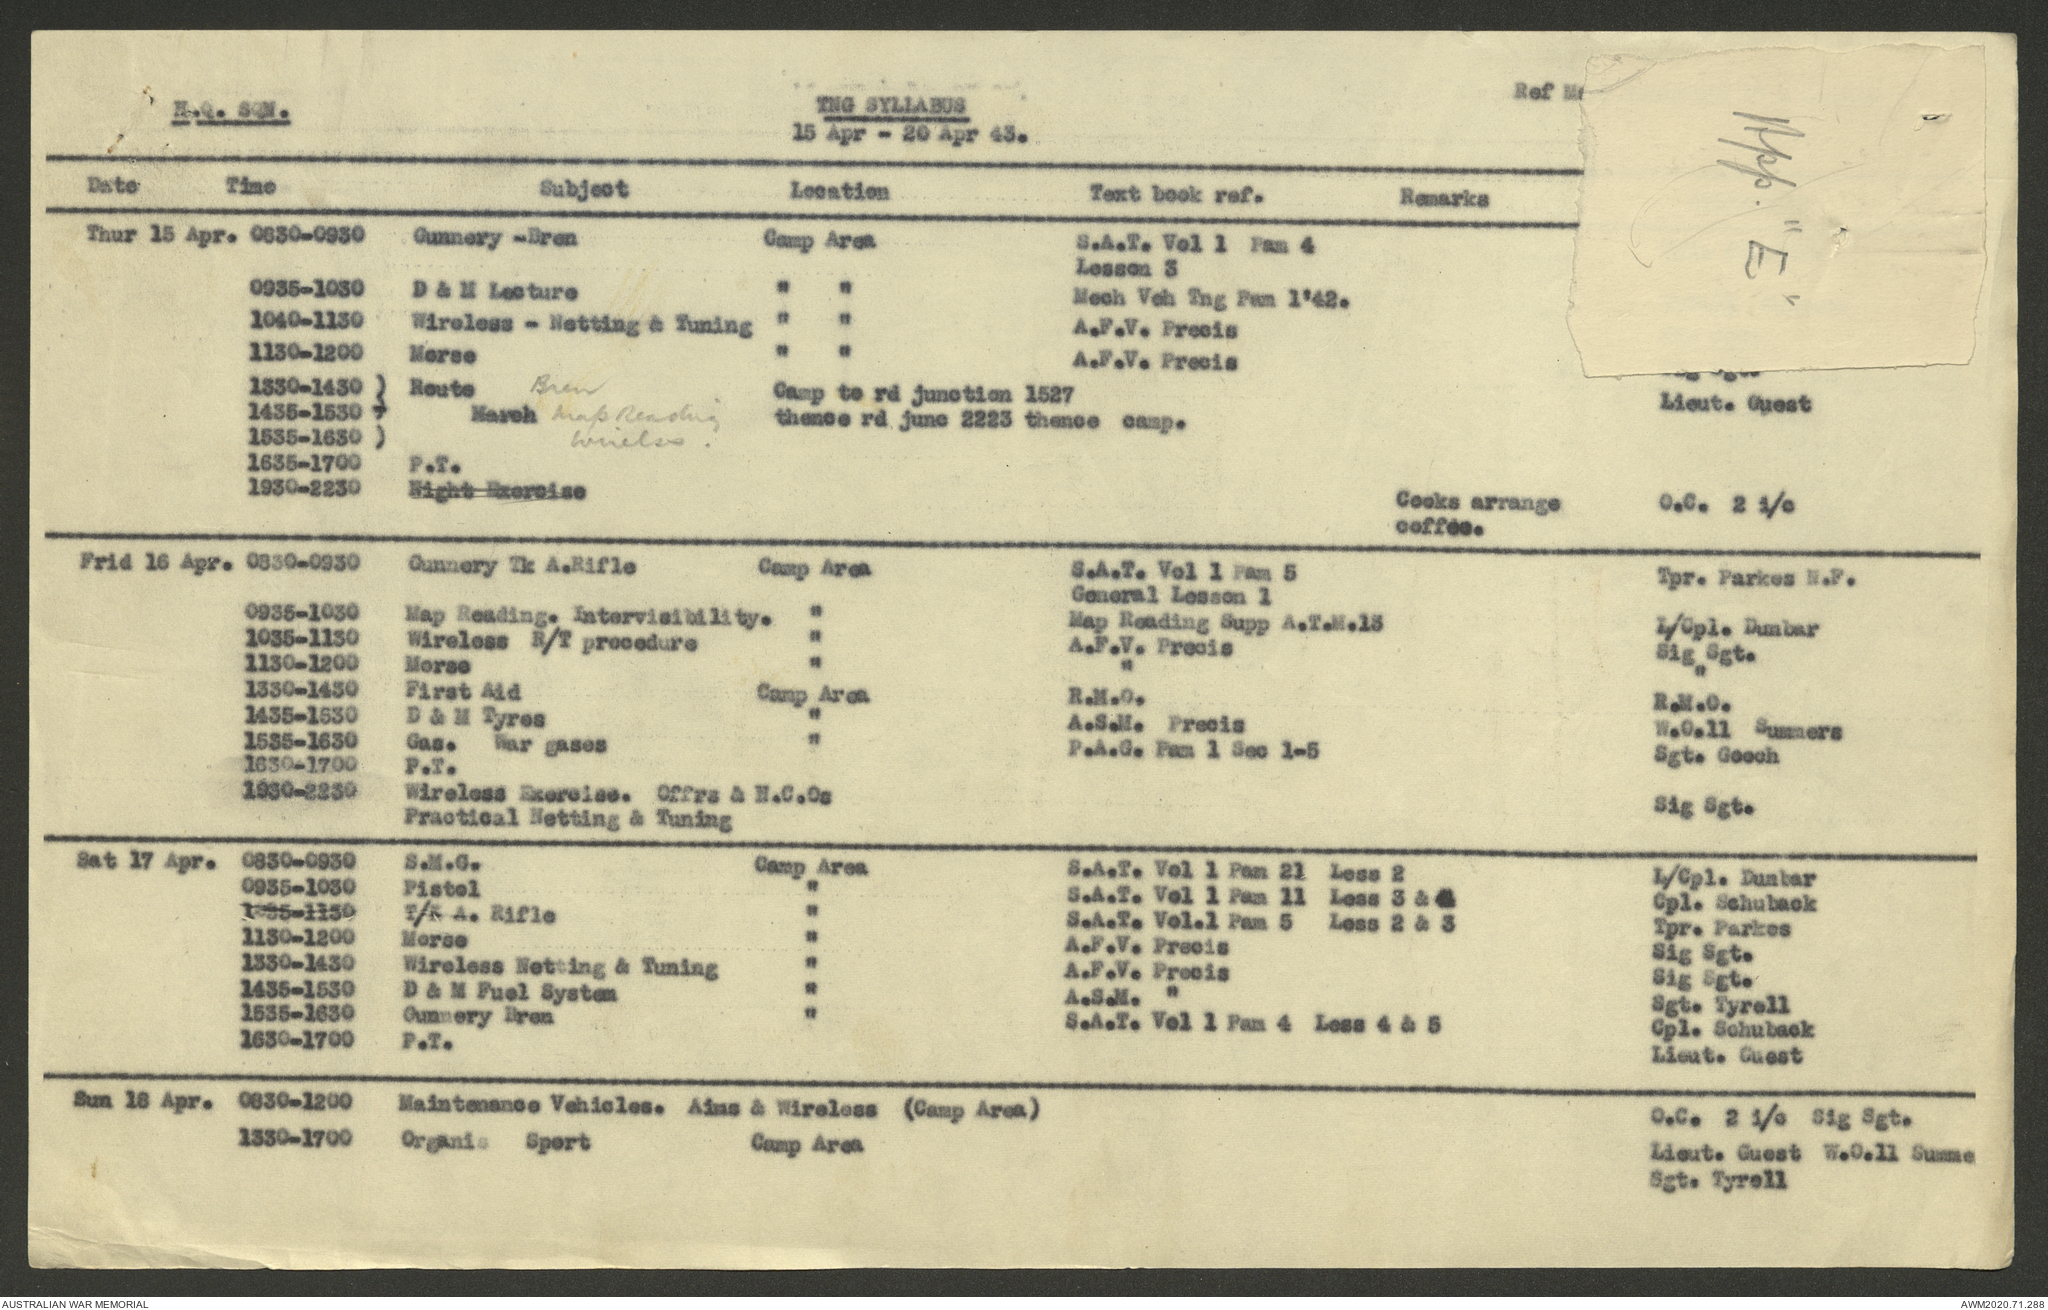 H.Q. SQN.
TNG SYLLABUS
15 Apr - 20 Apr 43.
Ref
App. "E"
Date Time Subject Location Text book ref. Remarks
Thur 15 Apr. 0830-0930 Gunnery -Bren Camp Area S.A.T. Vol 1 Pam 4
Lesson 3
0935-1030 D & M Lecture " " Mech Veh Tng Pam 1'42.
1040-1130 Wireless - Netting & Tuning " " A.F.V. Precis
1130-1200 Morse " " A.F.V. Precis
Sgt.
1330-1430 ) Route Bren Camp to rd junction 1527 Lieut. Guest
1435-1530 March Map Reading thence rd junc 2223 thence camp.
1535-1630 ) Wireless.
1635-1700 P.T.
1930-2230 Night Exercise Cooks arrange O.C. 2 i/c
coffee.
Frid 16 Apr. 0830-0930 Gunnery Tk A.Rifle Camp Area S.A.T. Vol 1 Pam 5 Tpr. Parkes N.F.
General Lesson 1
0935-1030 Map Reading. Intervisibility. " Map Reading Supp A.T.M.13 L/Cpl. Dunbar
1035-1130 Wireless R/T procedure " A.F.V. Precis Sig Sgt.
1130-1200 Morse " " "
1330-1430 First Aid Camp Area R.M.O. R.M.O.
1435-1530 D & M Tyres " A.S.M. Precis W.O.11 Summers
1535-1630 Gas. War gases " P.A.G. Pam 1 Sec 1-5 Sgt. Gooch
1630-1700 P.T.
1930-2230 Wireless Exercise. Offrs & N.C.Os Sig Sgt.
Practical Netting & Tuning
Sat 17 Apr. 0830-0930 S.M.G. Camp Area S.A.T. Vol 1 Pam 21 Less 2 L/Cpl. Dunbar
0935-1030 Pistol " S.A.T. Vol 1 Pam 11 Less 3 & 4 Cpl. Schuback
1035-1130 T/K A. Rifle " S.A.T. Vol.1 Pam 5 Less 2 & 3 Tpr. Parkes
1130-1200 Morse " A.F.V. Precis Sig Sgt.
1330-1430 Wireless Netting & Tuning " A.F.V. Precis Sig Sgt.
1435-1530 D & M Fuel System " A.S.M. " Sgt. Tyrell
1535-1630 Gunnery Bren " S.A.T. Vol 1 Pam 4 Less 4 & 5 Cpl. Schuback
1630-1700 P.T. Lieut. Guest
Sun 18 Apr. 0830-1200 Maintenance Vehicles. Aims & Wireless (Camp Area) O.C. 2 i/c Sig Sgt.
1330-1700 Organis Sport Camp Area Lieut. Guest W.O.11 Summe
Sgt. Tyrell
AUSTRALIAN WAR MEMORIAL
AWM2020.71.288